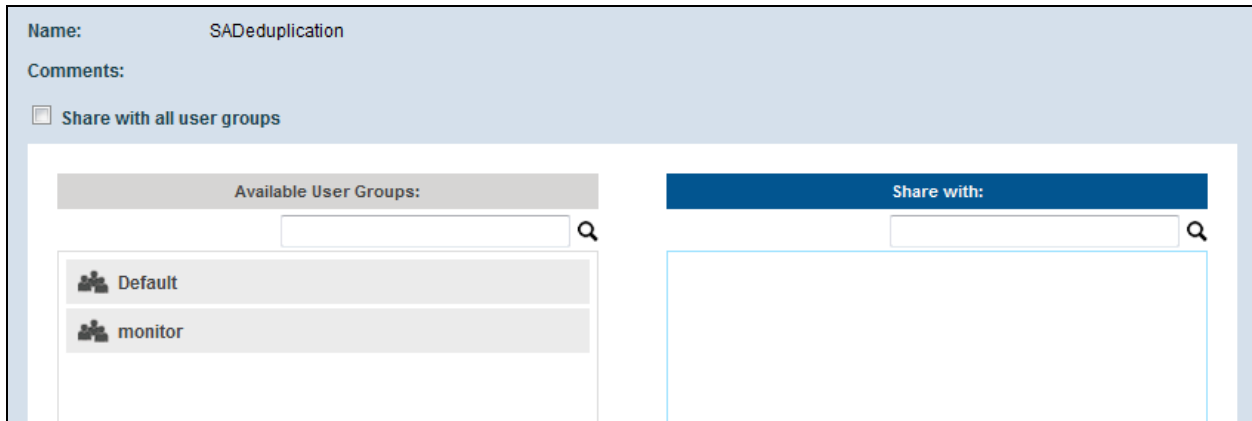 Name: SADeduplication
Comments:
Share with all user groups
Available User Groups: Share with:
Default
monitor